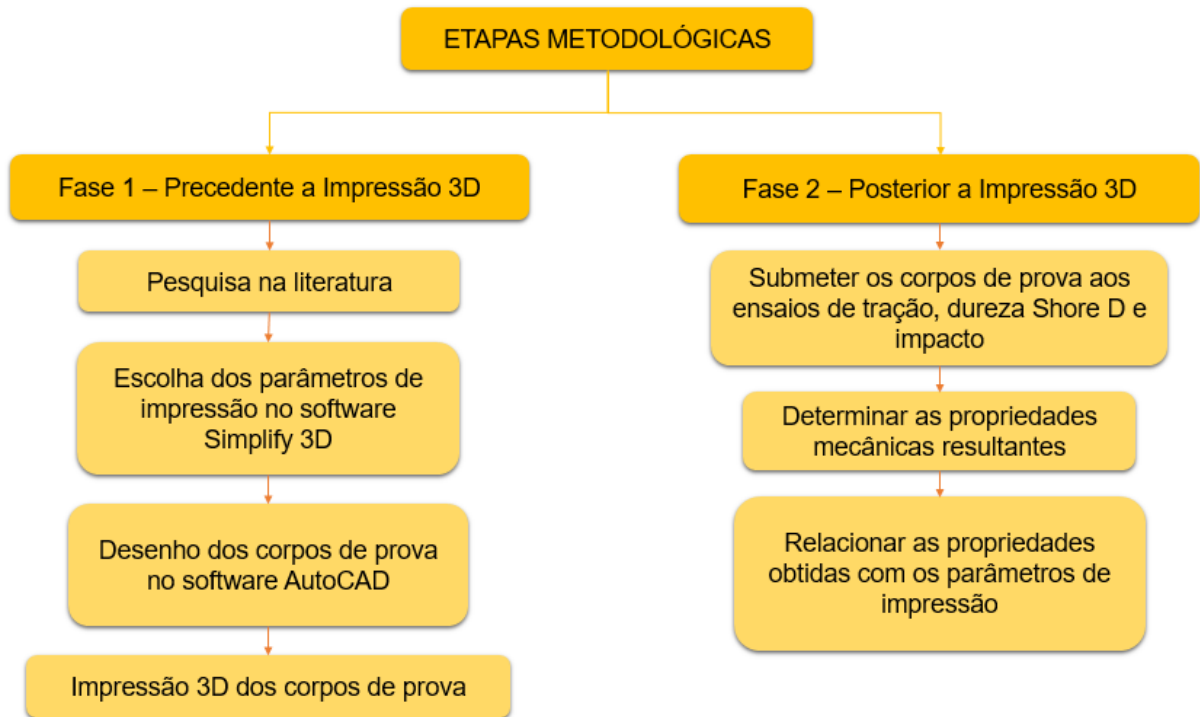 ETAPAS METODOLÓGICAS
Fase 1 – Precedente a Impressão 3D
Pesquisa na literatura
Escolha dos parâmetros de
impressão no software
Simplify 3D
Desenho dos corpos de prova
no software AutoCAD
Impressão 3D dos corpos de prova
Fase 2 – Posterior a Impressão 3D
Submeter os corpos de prova aos
ensaios de tração, dureza Shore D e
impacto
Determinar as propriedades
mecânicas resultantes
Relacionar as propriedades
obtidas com os parâmetros de
impressão